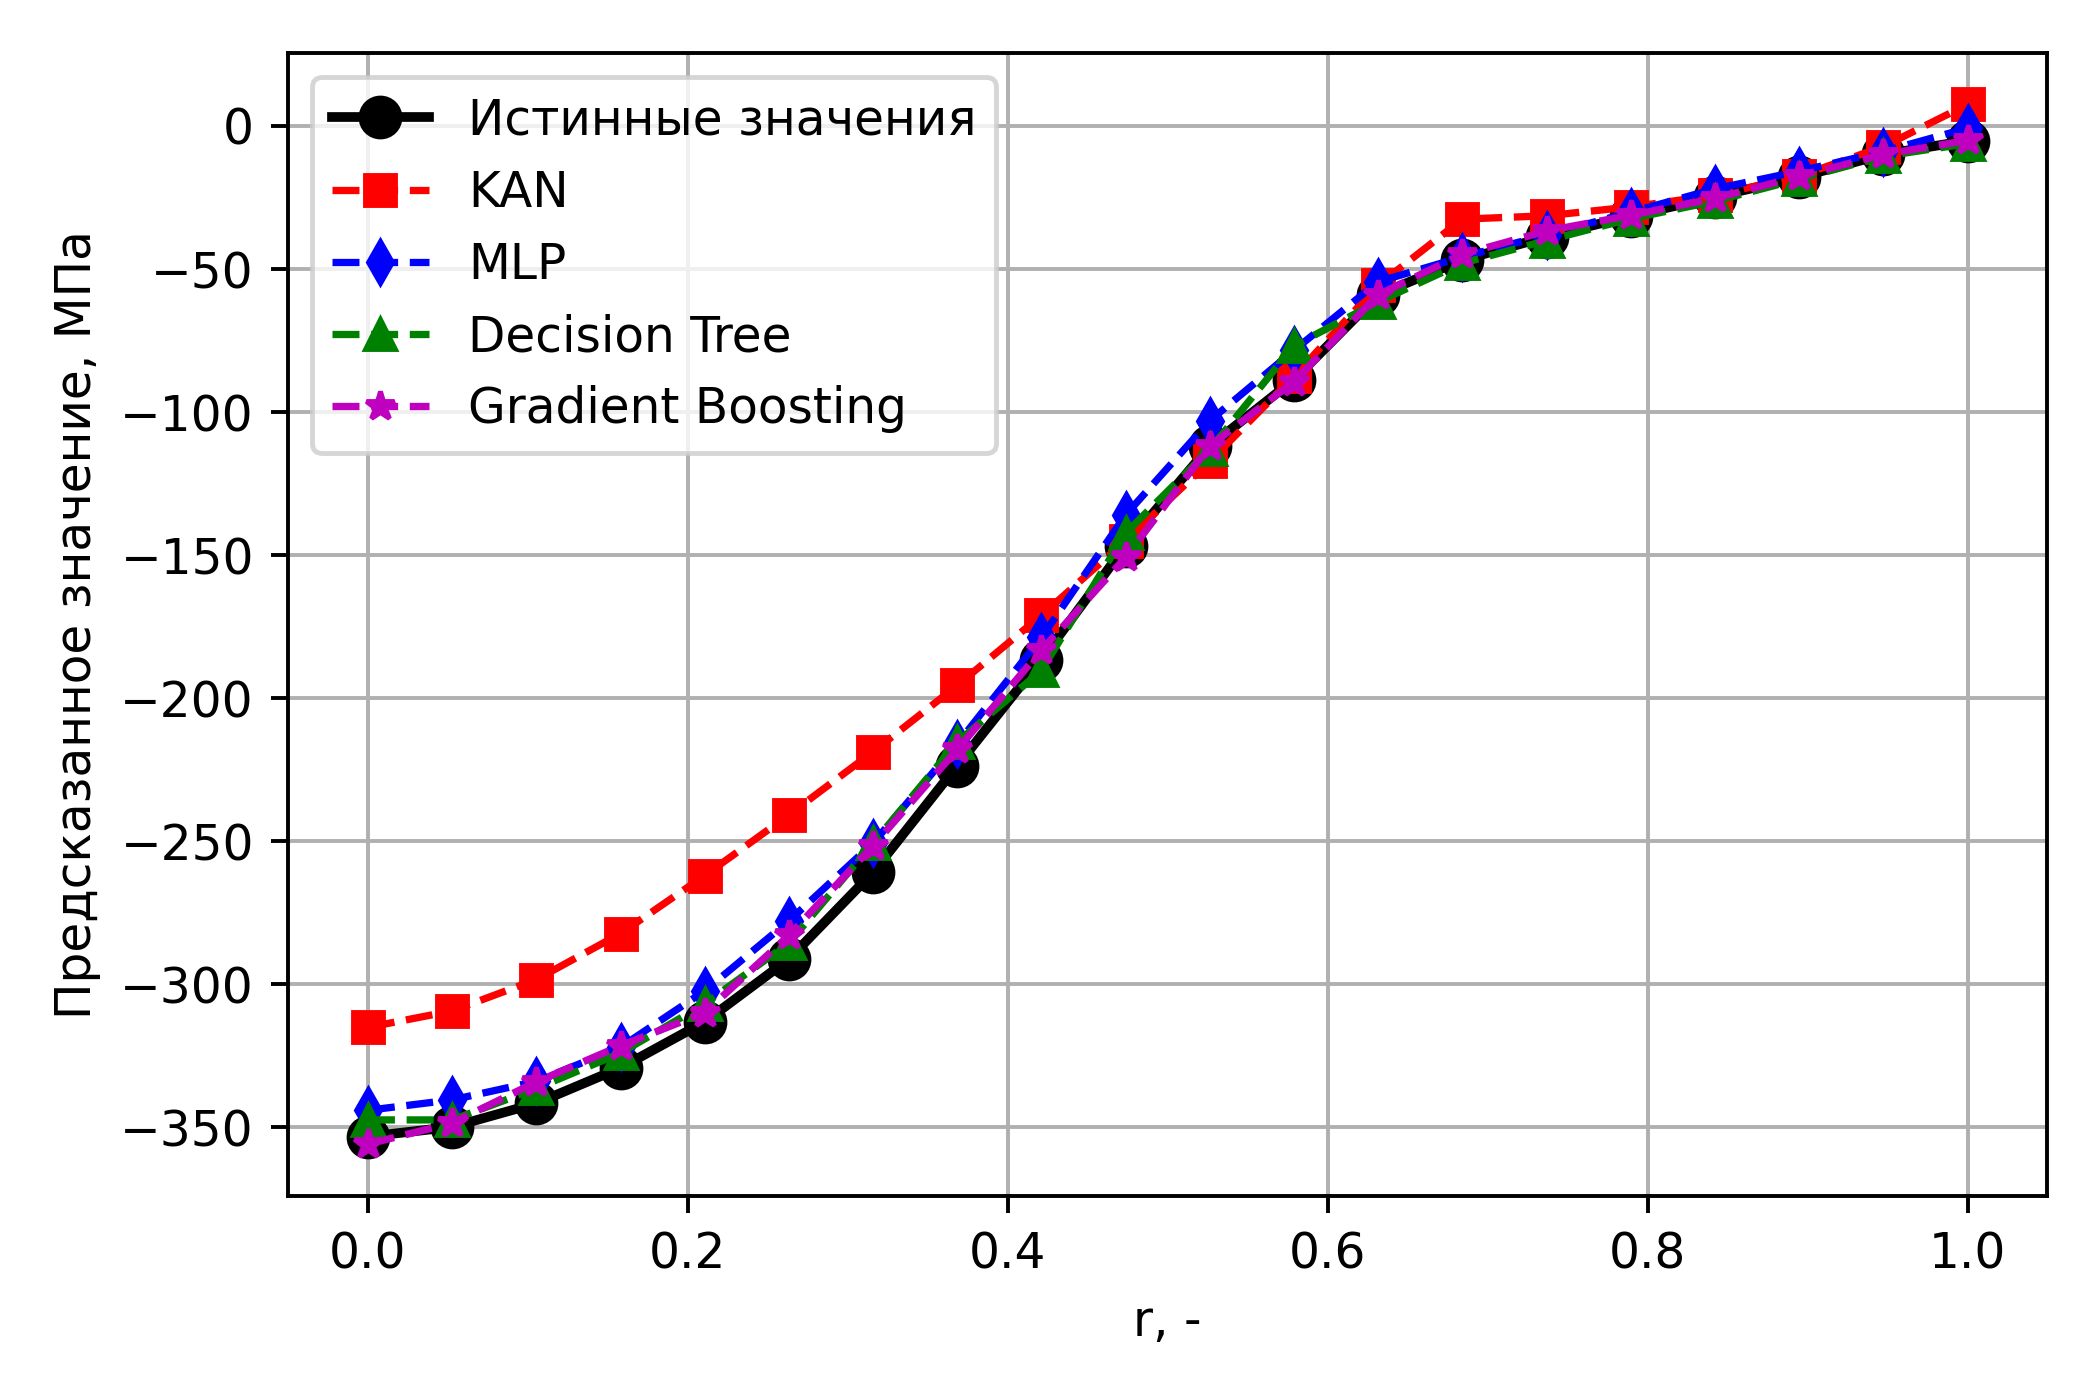 Истинные значения
KAN
MLP
Decision Tree
Gradient Boosting
Предсказанное значение, МПа
0
−50
−100
−150
−200
−250
−300
−350
0.0 0.2 0.4 0.6 0.8 1.0
r, -